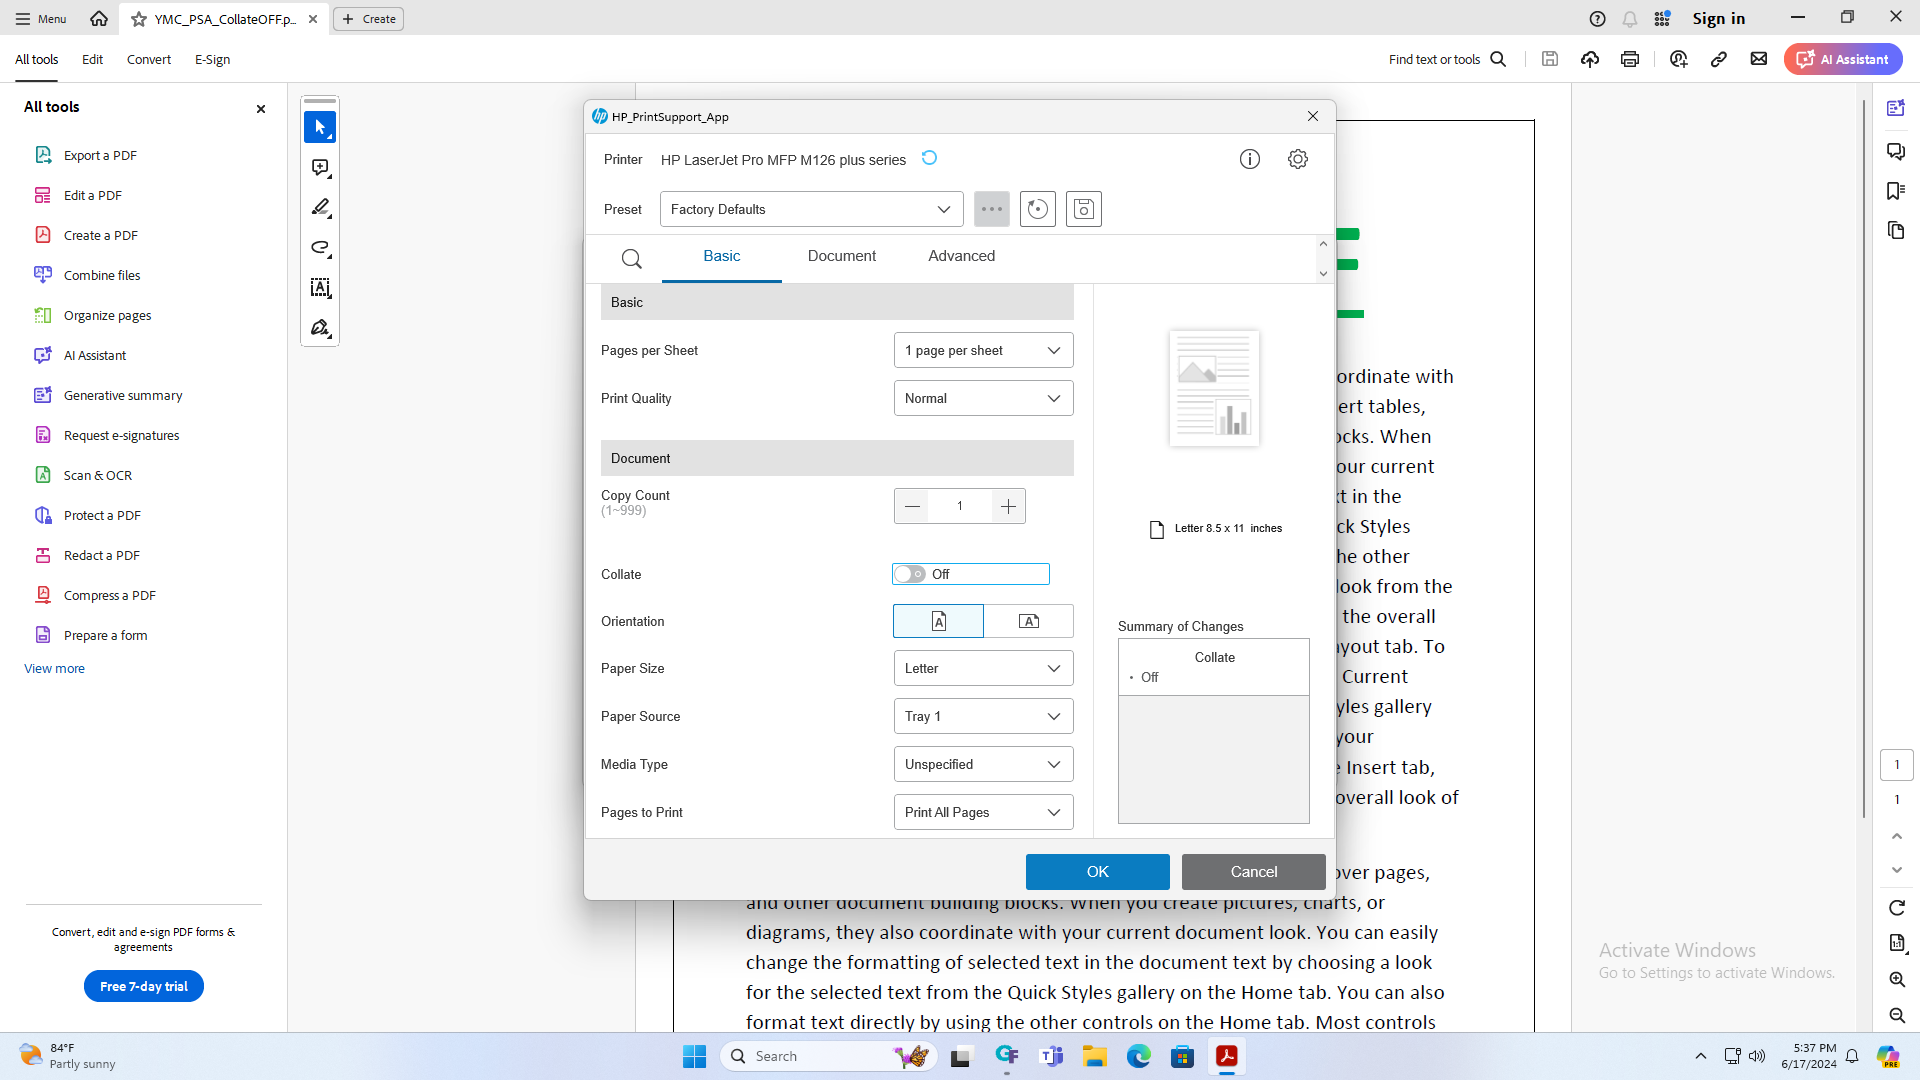 Menu
YMC_PSA_CollateOFF.p...
Create
Sign in
All tools
Edit
Convert
E-Sign
Find text or tools
AI Assistant
All tools
Export a PDF
Edit a PDF
Create a PDF
Combine files
Organize pages
AI Assistant
Generative summary
Request e-signatures
Scan & OCR
Protect a PDF
Redact a PDF
Compress a PDF
Prepare a form
View more
Convert, edit and e-sign PDF forms &
agreements
Free 7-day trial
HP_PrintSupport_App
Printer HP LaserJet Pro MFP M126 plus series
Preset Factory Defaults
Basic Document Advanced
Basic
Pages per Sheet 1 page per sheet
Print Quality Normal
Document
Copy Count
(1~999)
1
Collate Off
Orientation
Paper Size Letter
Paper Source Tray 1
Media Type Unspecified
Pages to Print Print All Pages
Letter 8.5 x 11 inches
Summary of Changes
Collate
• Off
OK
Cancel
ordinate with
ert tables,
ocks. When
our current
xt in the
ck Styles
he other
look from the
the overall
yout tab. To
Current
yles gallery
your
e Insert tab,
overall look of
over pages,
and other document building blocks. When you create pictures, charts, or
diagrams, they also coordinate with your current document look. You can easily
change the formatting of selected text in the document text by choosing a look
for the selected text from the Quick Styles gallery on the Home tab. You can also
format text directly by using the other controls on the Home tab. Most controls
1
1
Activate Windows
Go to Settings to activate Windows.
84°F
Partly sunny
Search
5:37 PM
6/17/2024
PRE